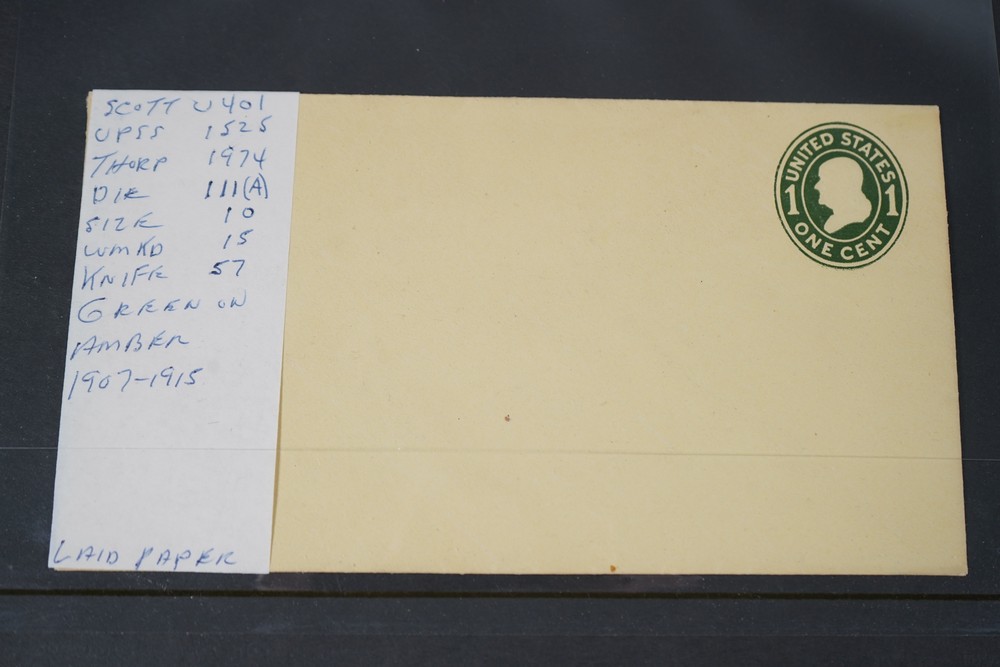 SCOTT U401
UPSS 1525
THORP 1974
DIE 111(A)
SIZE 10
WMKD 15
KNIFE 57
GREEN ON
AMBER
1907-1915
LAID PAPER
UNITED STATES
1 1
ONE CENT